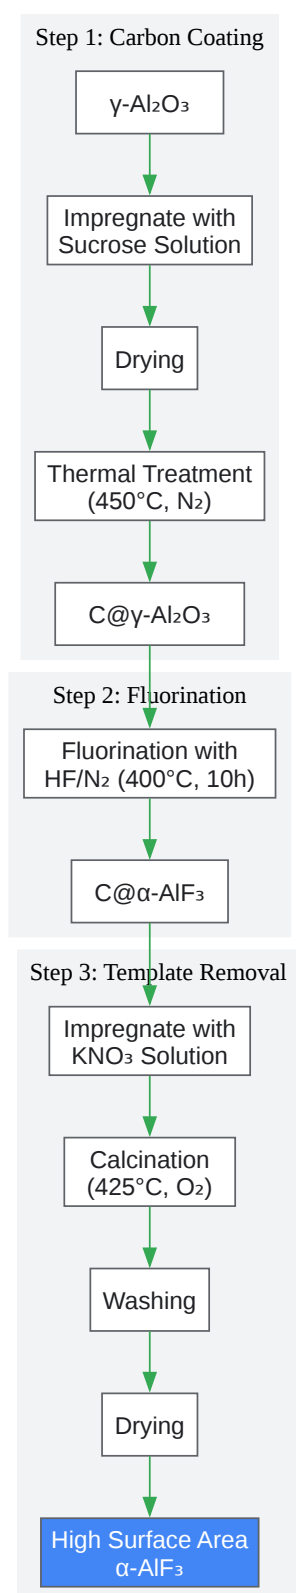 Step 1: Carbon Coating
γ-Al₂O₃
Impregnate with
Sucrose Solution
Drying
Thermal Treatment
(450°C, N₂)
C@γ-Al₂O₃
Step 2: Fluorination
Fluorination with
HF/N₂ (400°C, 10h)
C@α-AlF₃
Step 3: Template Removal
Impregnate with
KNO₃ Solution
Calcination
(425°C, O₂)
Washing
Drying
High Surface Area
α-AlF₃